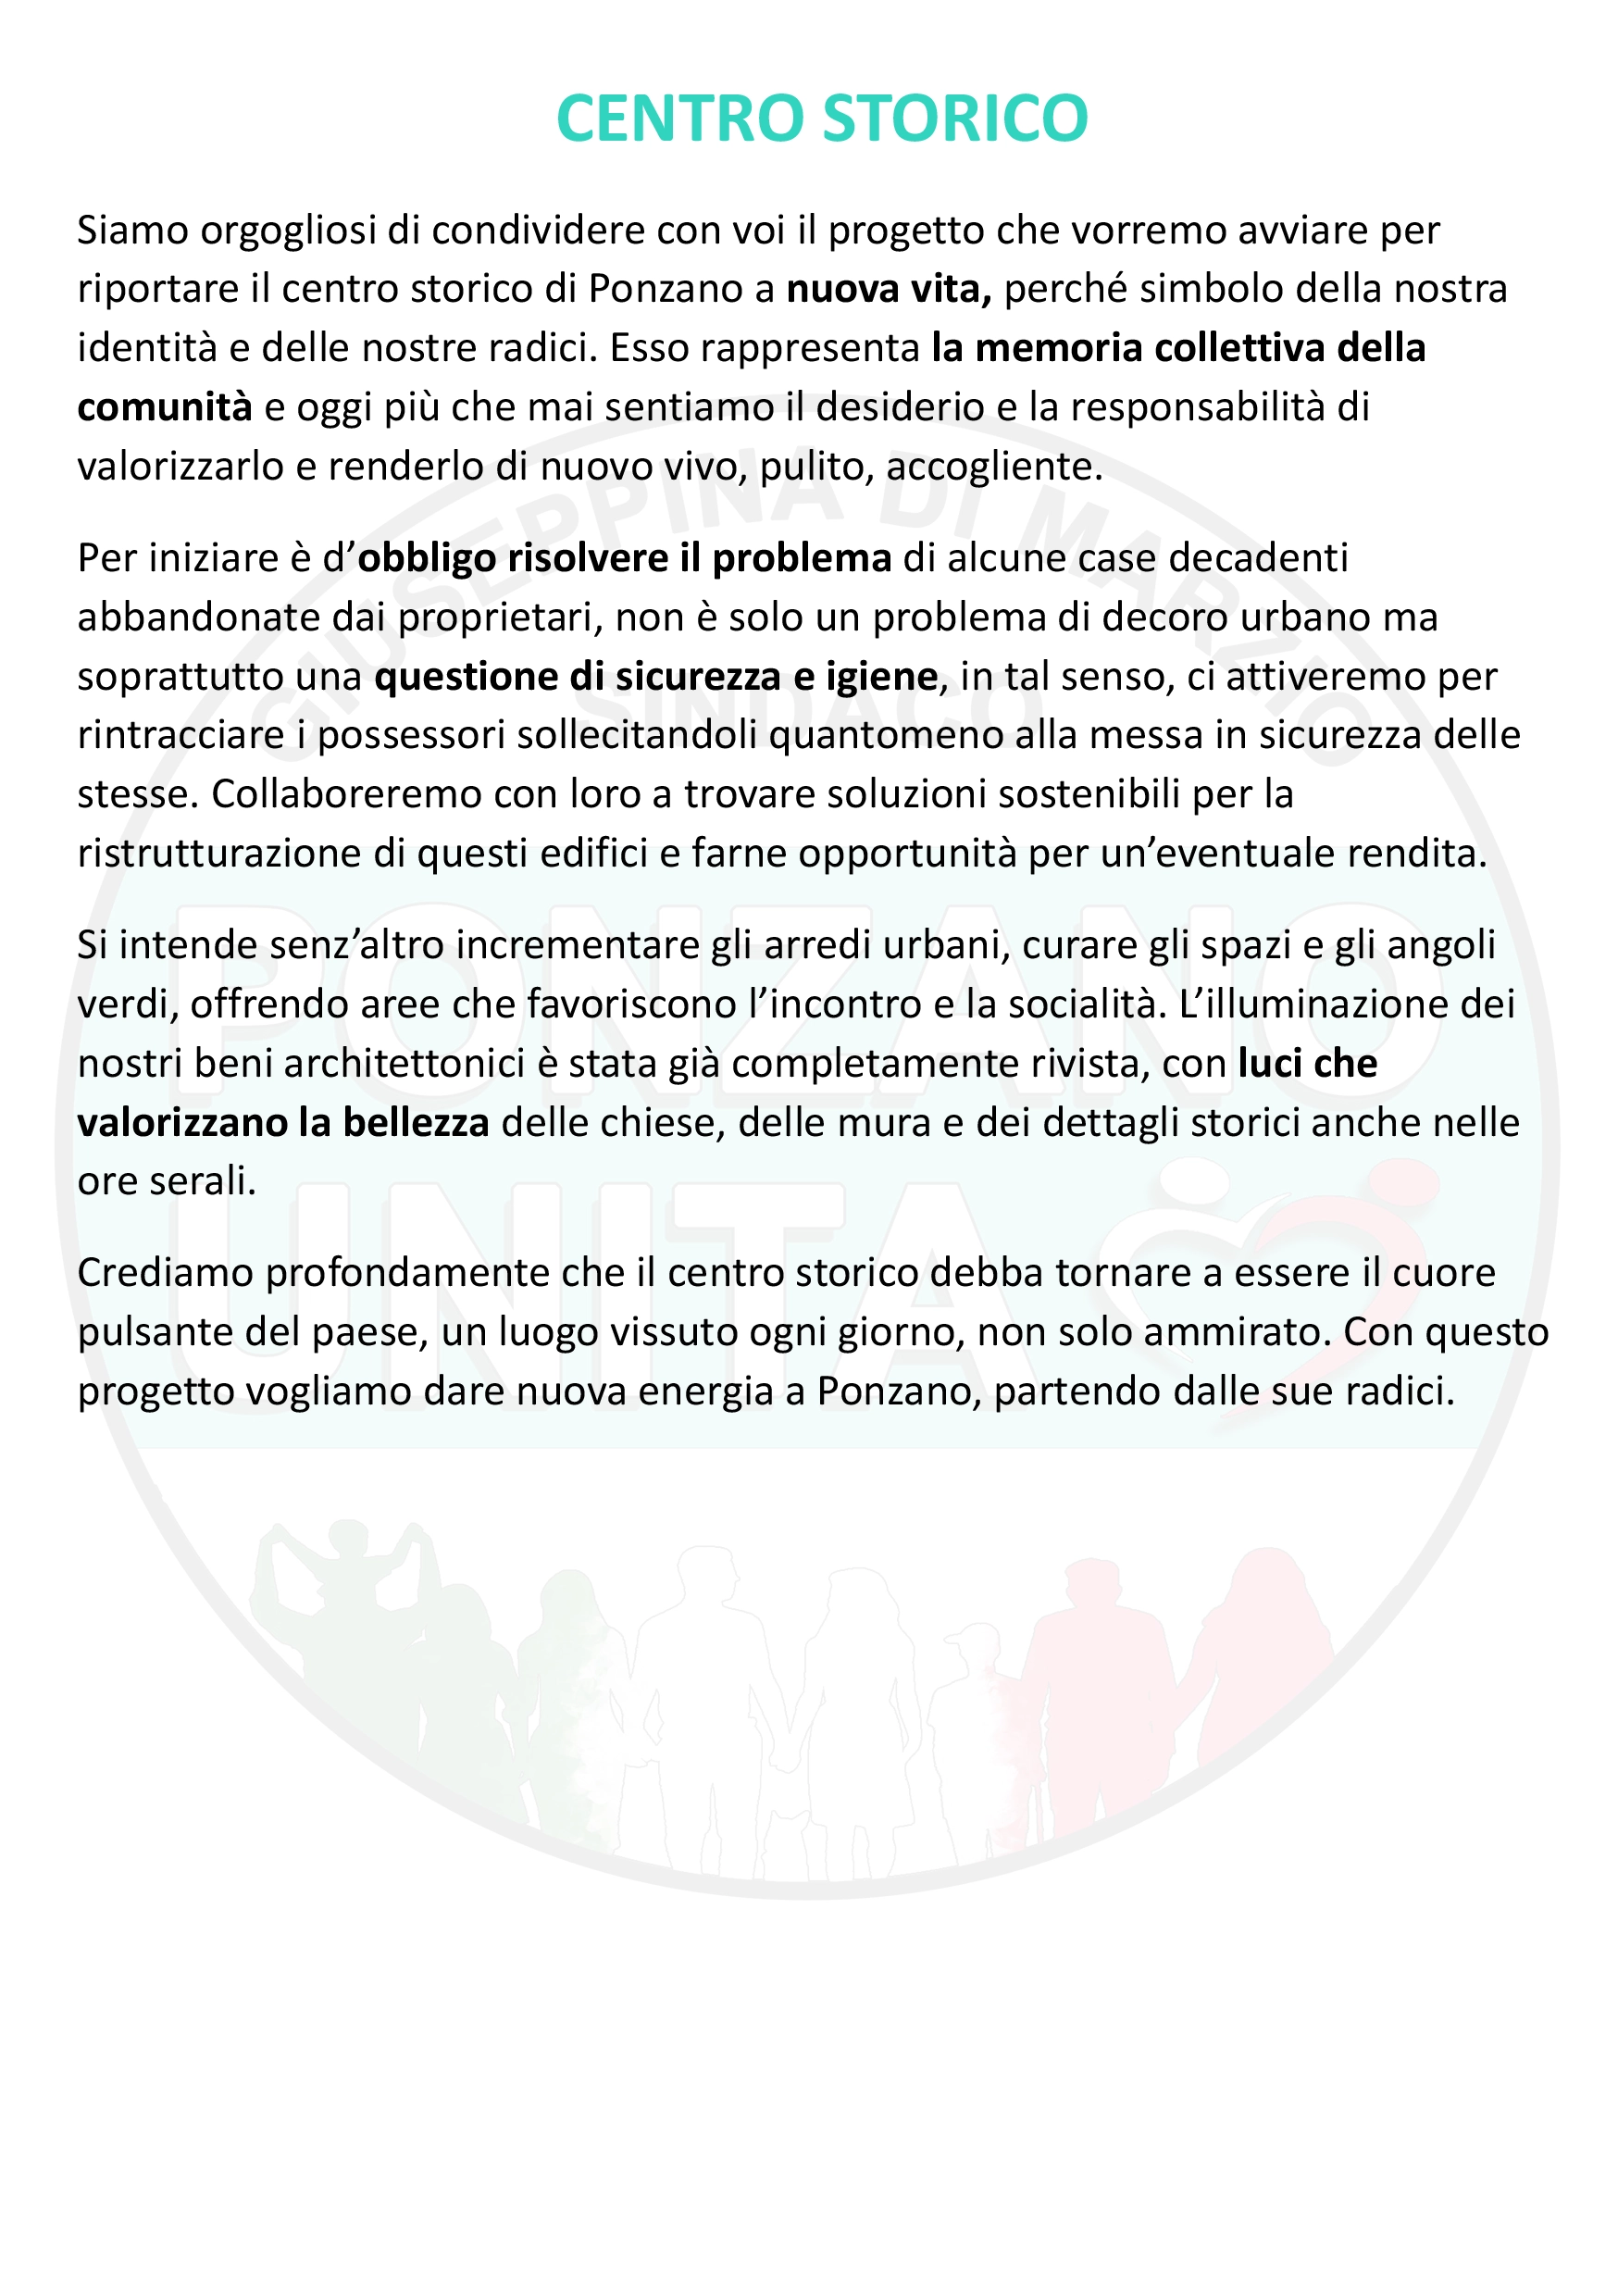 CENTRO STORICO
Siamo orgogliosi di condividere con voi il progetto che vorremo avviare per
riportare il centro storico di Ponzano a nuova vita, perché simbolo della nostra
identità e delle nostre radici. Esso rappresenta la memoria collettiva della
comunità e oggi più che mai sentiamo il desiderio e la responsabilità di
valorizzarlo e renderlo di nuovo vivo, pulito, accogliente.
Per iniziare è d’obbligo risolvere il problema di alcune case decadenti
abbandonate dai proprietari, non è solo un problema di decoro urbano ma
soprattutto una questione di sicurezza e igiene, in tal senso, ci attiveremo per
rintracciare i possessori sollecitandoli quantomeno alla messa in sicurezza delle
stesse. Collaboreremo con loro a trovare soluzioni sostenibili per la
ristrutturazione di questi edifici e farne opportunità per un’eventuale rendita.
Si intende senz’altro incrementare gli arredi urbani, curare gli spazi e gli angoli
verdi, offrendo aree che favoriscono l’incontro e la socialità. L’illuminazione dei
nostri beni architettonici è stata già completamente rivista, con luci che
valorizzano la bellezza delle chiese, delle mura e dei dettagli storici anche nelle
ore serali.
Crediamo profondamente che il centro storico debba tornare a essere il cuore
pulsante del paese, un luogo vissuto ogni giorno, non solo ammirato. Con questo
progetto vogliamo dare nuova energia a Ponzano, partendo dalle sue radici.
GIUSEPPINA DI MARZIO
SINDACO
PONZANO
UNITA